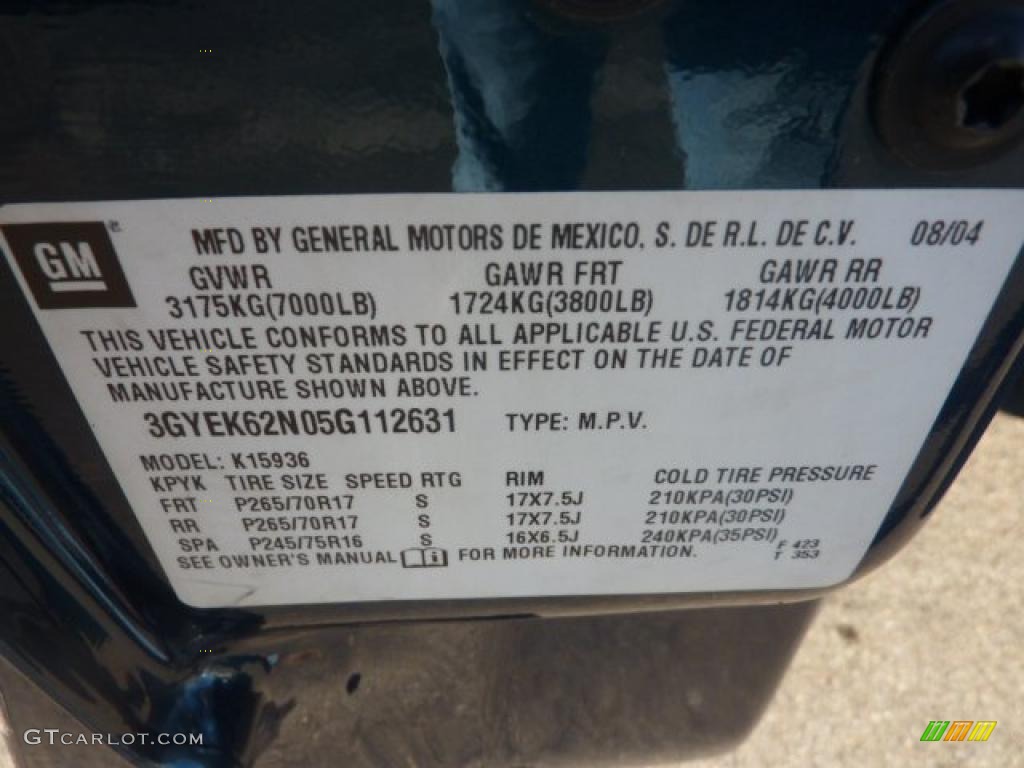 GM
MFD BY GENERAL MOTORS DE MEXICO, S. DE R.L. DE C.V. 08/04
GVWR GAWR FRT GAWR RR
3175KG(7000LB) 1724KG(3800LB) 1814KG(4000LB)
THIS VEHICLE CONFORMS TO ALL APPLICABLE U.S. FEDERAL MOTOR
VEHICLE SAFETY STANDARDS IN EFFECT ON THE DATE OF
MANUFACTURE SHOWN ABOVE.
3GYEK62N05G112631 TYPE: M.P.V.
MODEL: K15936
KPYK TIRE SIZE SPEED RTG RIM COLD TIRE PRESSURE
FRT P265/70R17 S 17X7.5J 210KPA(30PSI)
RR P265/70R17 S 17X7.5J 210KPA(30PSI)
SPA P245/75R16 S 16X6.5J 240KPA(35PSI)
SEE OWNER'S MANUAL FOR MORE INFORMATION.
F 423
T 353
GTCARLOT.COM